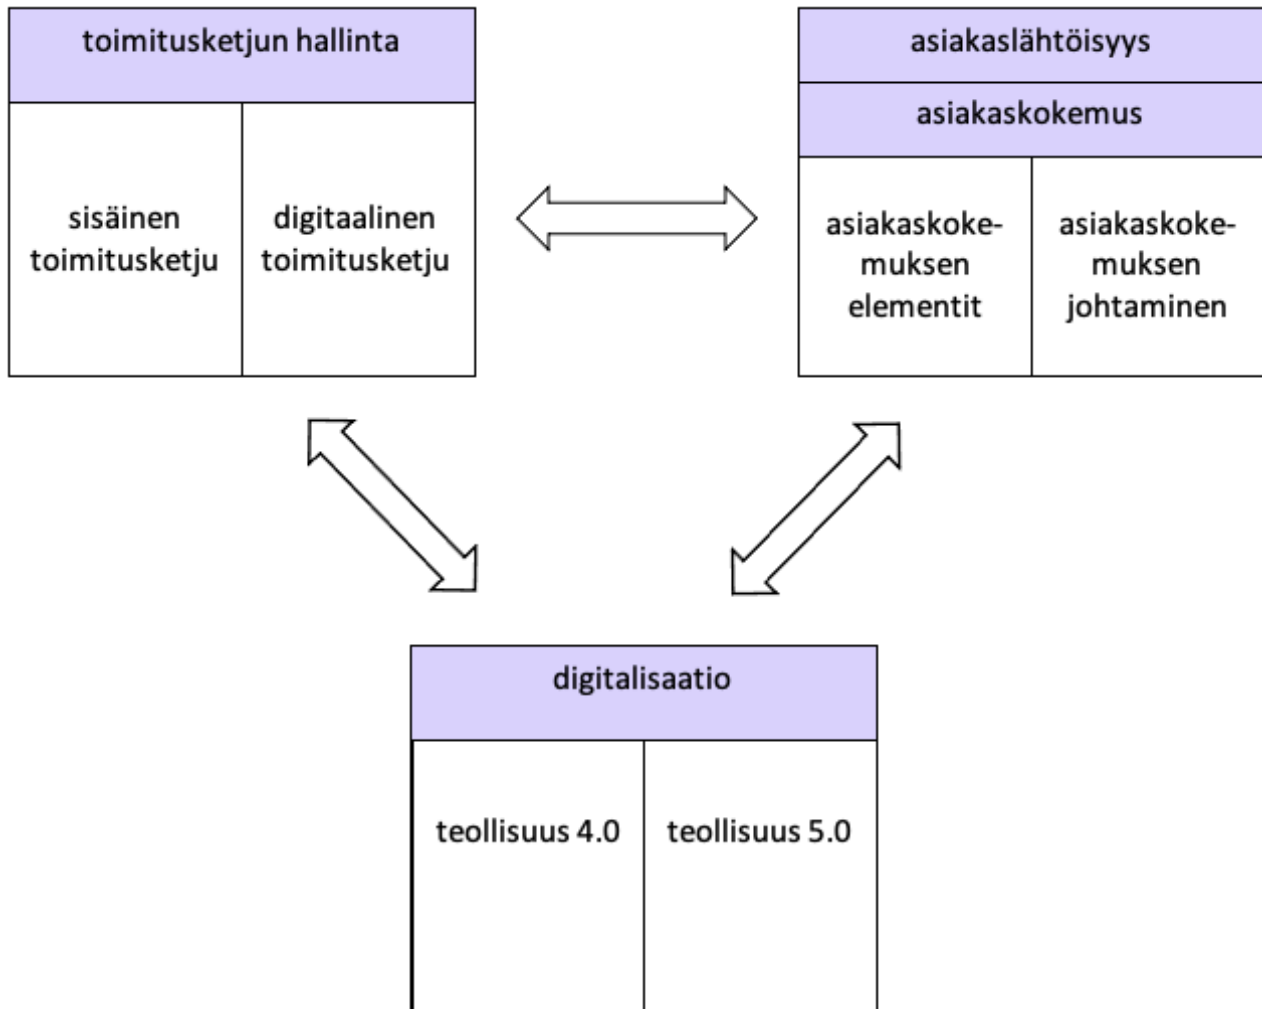 toimitusketjun hallinta
sisäinen
toimitusketju
digitaalinen
toimitusketju
asiakaslähtöisyys
asiakaskokemus
asiakaskoke-
muksen
elementit
asiakaskoke-
muksen
johtaminen
digitalisaatio
teollisuus 4.0
teollisuus 5.0